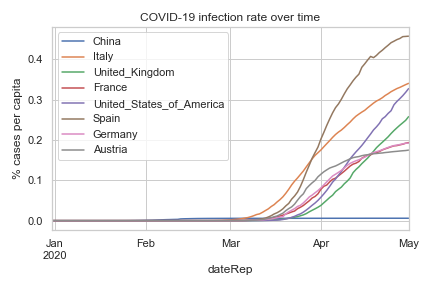 COVID-19 infection rate over time
% cases per capita
0.4
0.3
0.2
0.1
0.0
China
Italy
United_Kingdom
France
United_States_of_America
Spain
Germany
Austria
Jan Feb Mar Apr May
2020
dateRep